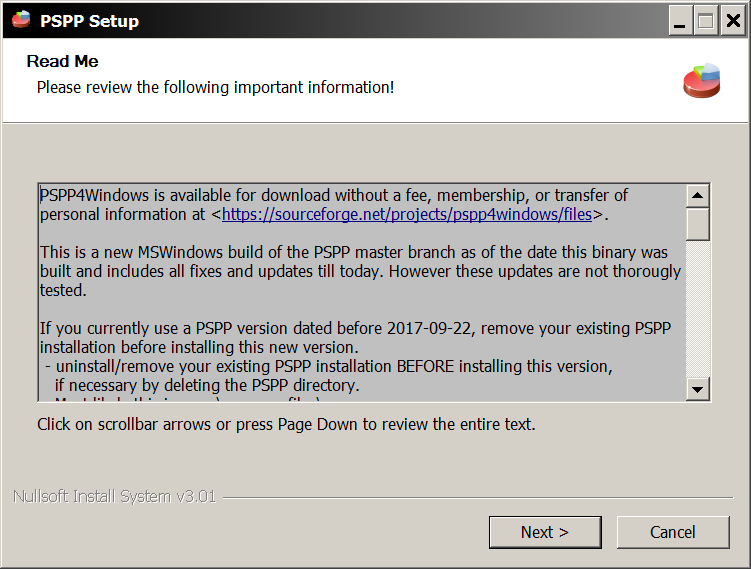 PSPP Setup
Read Me
Please review the following important information!
PSPP4Windows is available for download without a fee, membership, or transfer of
personal information at <https://sourceforge.net/projects/pspp4windows/files>.
This is a new MSWindows build of the PSPP master branch as of the date this binary was
built and includes all fixes and updates till today. However these updates are not thorougly
tested.
If you currently use a PSPP version dated before 2017-09-22, remove your existing PSPP
installation before installing this new version.
- uninstall/remove your existing PSPP installation BEFORE installing this version,
if necessary by deleting the PSPP directory.
Click on scrollbar arrows or press Page Down to review the entire text.
Nullsoft Install System v3.01
Next >
Cancel